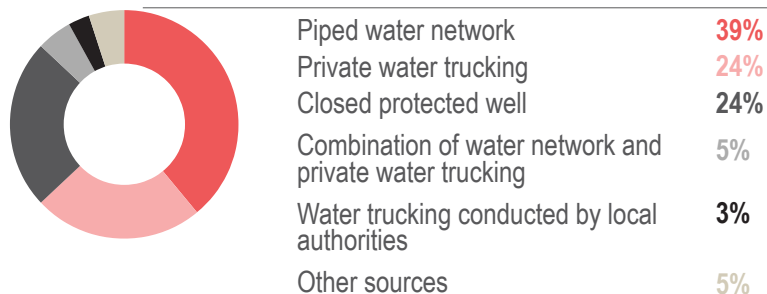 Piped water network 39%
Private water trucking 24%
Closed protected well 24%
Combination of water network and
private water trucking 5%
Water trucking conducted by local
authorities 3%
Other sources 5%